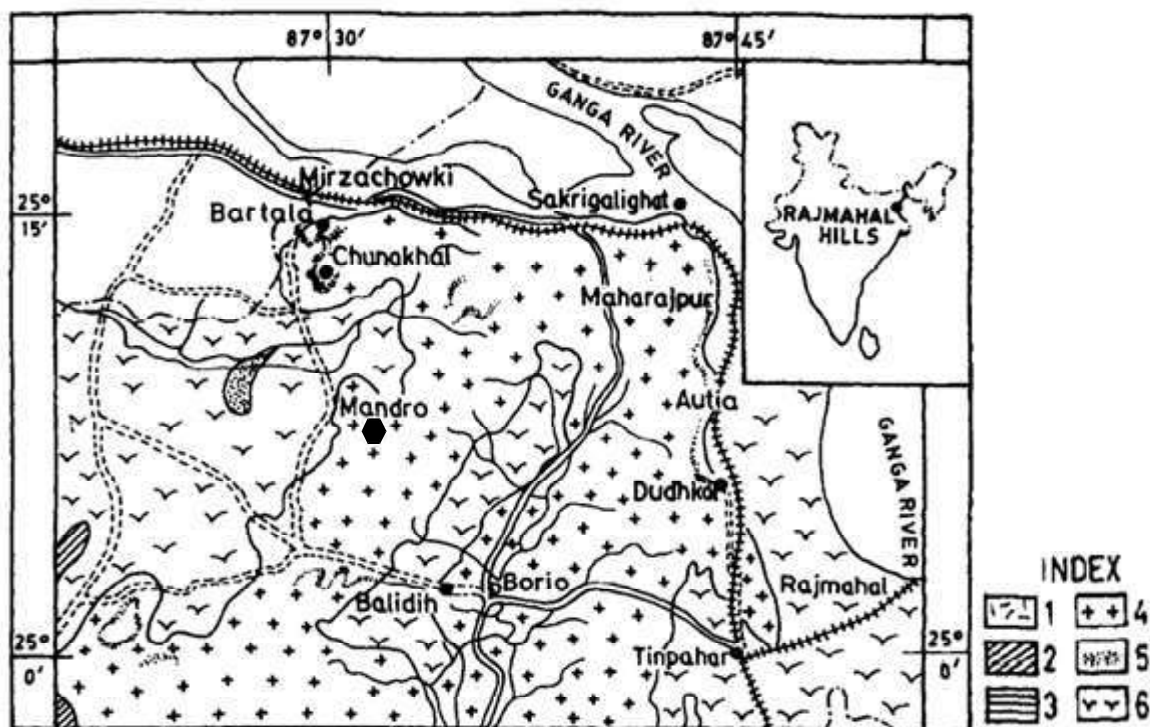 87° 30'
87° 45'
GANGA RIVER
Mirzachowki
25°
15'
Bartala
Sakrigalighat
RAJMAHAL
HILLS
Chunakhal
Maharajpur
Mandro
Autia
GANGA RIVER
Dudhkol
INDEX
Borio
Balidih
Rajmahal
1
4
25°
0'
Tinpahar
25°
0'
2
5
3
6